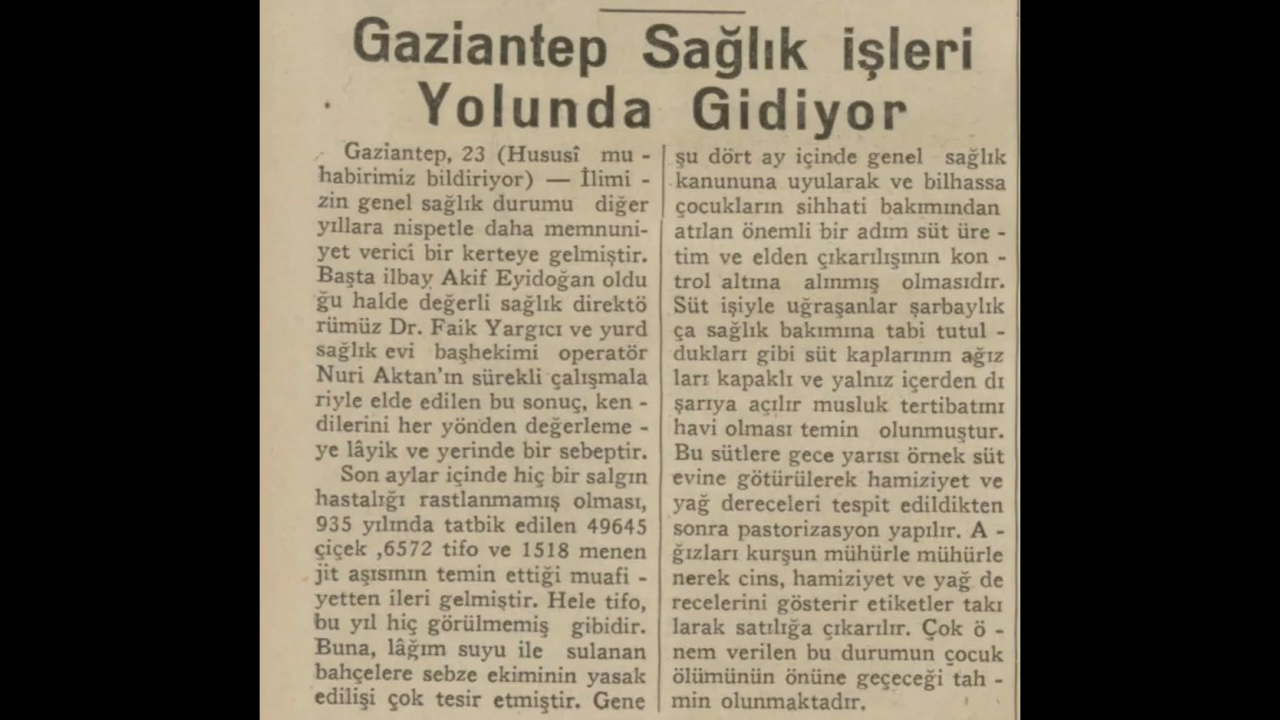 Gaziantep Sağlık işleri
Yolunda Gidiyor
Gaziantep, 23 (Hususî mu -
habirimiz bildiriyor) — İlimi -
zin genel sağlık durumu diğer
yıllara nispetle daha memnuni-
yet verici bir kerteye gelmiştir.
Başta ilbay Akif Eyidoğan oldu
ğu halde değerli sağlık direktö
rümüz Dr. Faik Yargıcı ve yurd
sağlık evi başhekimi operatör
Nuri Aktan'ın sürekli çalışmala
riyle elde edilen bu sonuç, ken -
dilerini her yönden değerleme -
ye lâyik ve yerinde bir sebeptir.
Son aylar içinde hiç bir salgın
hastalığı rastlanmamış olması,
935 yılında tatbik edilen 49645
çiçek ,6572 tifo ve 1518 menen
jit aşısının temin ettiği muafi -
yetten ileri gelmiştir. Hele tifo,
bu yıl hiç görülmemiş gibidir.
Buna, lâğım suyu ile sulanan
bahçelere sebze ekiminin yasak
edilişi çok tesir etmiştir. Gene
şu dört ay içinde genel sağlık
kanununa uyularak ve bilhassa
çocukların sihhati bakımından
atılan önemli bir adım süt üre -
tim ve elden çıkarılışının kon -
trol altına alınmış olmasıdır.
Süt işiyle uğraşanlar şarbaylık
ça sağlık bakımına tabi tutul -
dukları gibi süt kaplarının ağız
ları kapaklı ve yalnız içerden dı
şarıya açılır musluk tertibatını
havi olması temin olunmuştur.
Bu sütlere gece yarısı örnek süt
evine götürülerek hamiziyet ve
yağ dereceleri tespit edildikten
sonra pastorizasyon yapılır. A -
ğızları kurşun mühürle mühürle
nerek cins, hamiziyet ve yağ de
recelerini gösterir etiketler takı
larak satılığa çıkarılır. Çok ö -
nem verilen bu durumun çocuk
ölümünün önüne geçeceği tah -
min olunmaktadır.